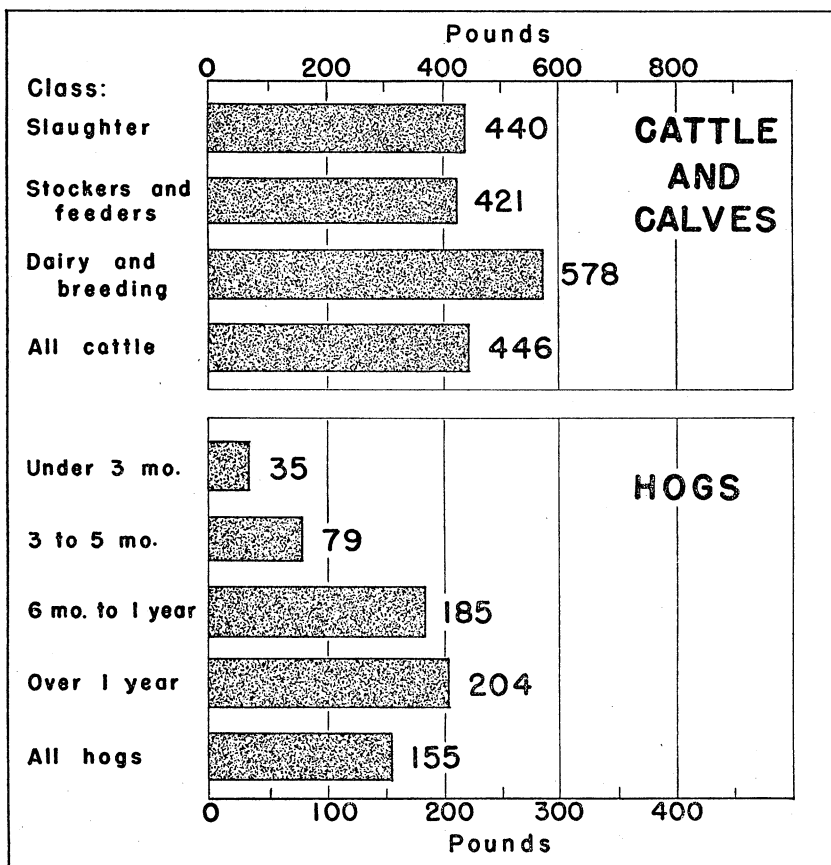 Pounds
0 200 400 600 800
Class:
Slaughter 440
CATTLE
AND
CALVES
Stockers and
feeders 421
Dairy and
breeding 578
All cattle 446
HOGS
Under 3 mo. 35
3 to 5 mo. 79
6 mo. to 1 year 185
Over 1 year 204
All hogs 155
0 100 200 300 400
Pounds